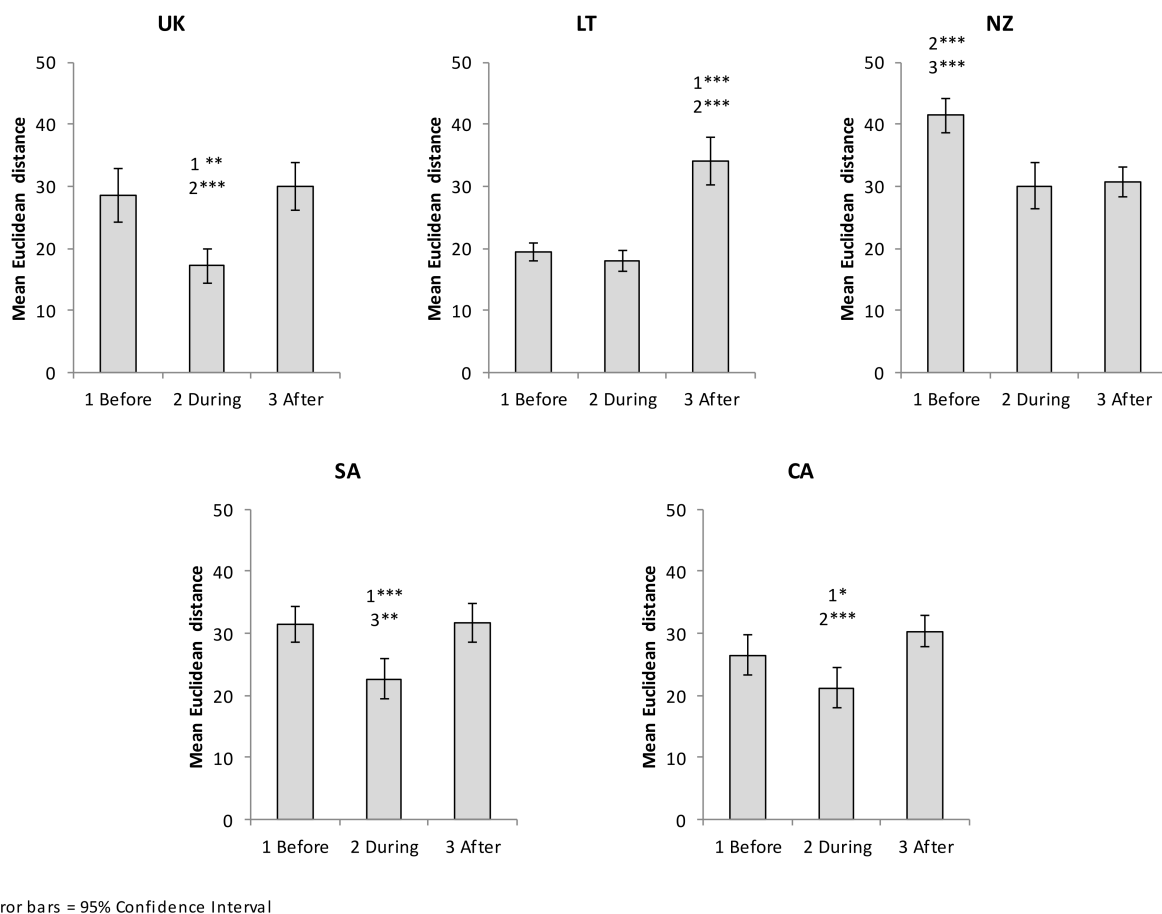 UK
Mean Euclidean distance
50
40
30
20
10
0
1 **
2***
1 Before
2 During
3 After
LT
Mean Euclidean distance
50
40
30
20
10
0
1***
2***
1 Before
2 During
3 After
NZ
Mean Euclidean distance
50
40
30
20
10
0
2***
3***
1 Before
2 During
3 After
SA
Mean Euclidean distance
50
40
30
20
10
0
1***
3**
1 Before
2 During
3 After
CA
Mean Euclidean distance
50
40
30
20
10
0
1*
2***
1 Before
2 During
3 After
ror bars = 95% Confidence Interval